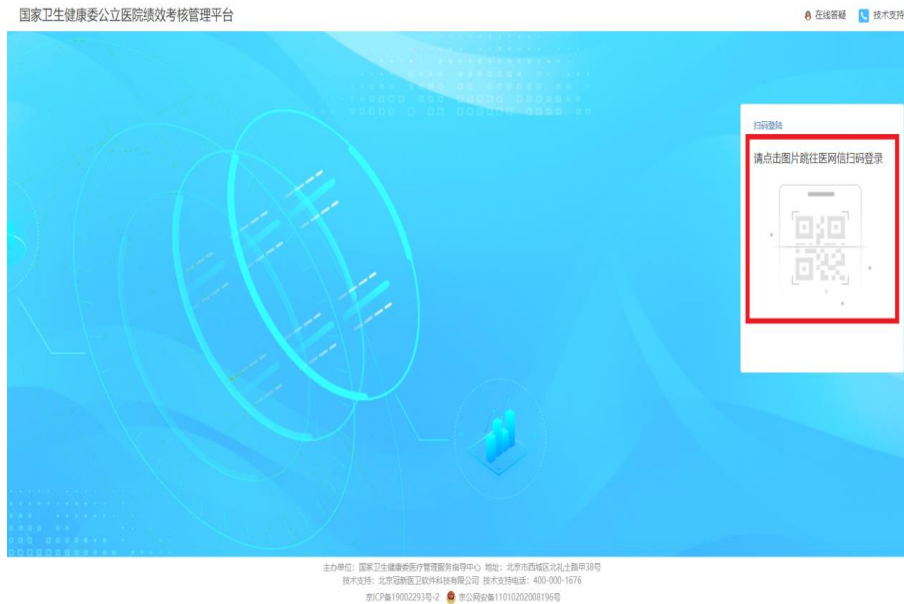 国家卫生健康委公立医院绩效考核管理平台
在线答疑 技术支持
扫码登陆
请点击图片跳往医网信扫码登录
主办单位：国家卫生健康委医疗管理服务指导中心 地址：北京市西城区北礼士路甲38号
技术支持：北京冠新医卫软件科技有限公司 技术支持电话：400-000-1676
京ICP备19002293号-2 京公网安备11010202008196号